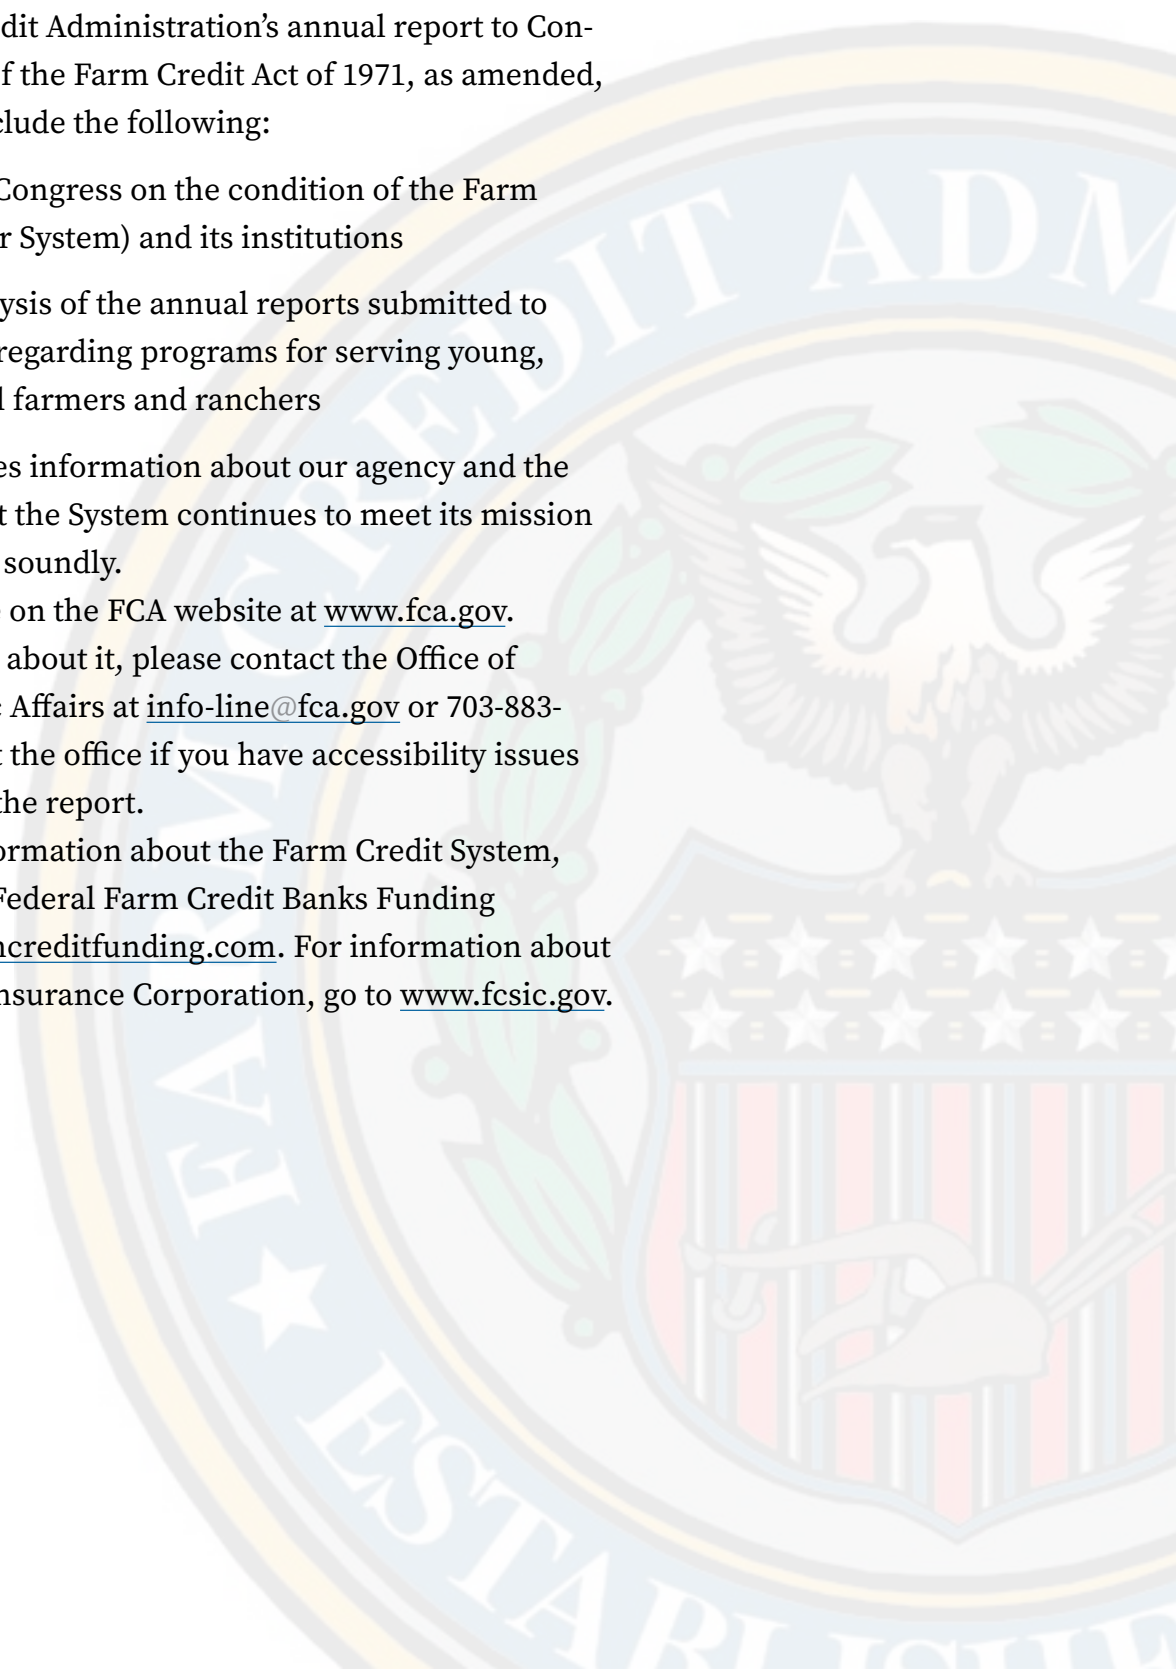 dit Administration’s annual report to Con-
f the Farm Credit Act of 1971, as amended,
clude the following:
Congress on the condition of the Farm
r System) and its institutions
ysis of the annual reports submitted to
regarding programs for serving young,
l farmers and ranchers
es information about our agency and the
t the System continues to meet its mission
soundly.
on the FCA website at www.fca.gov.
about it, please contact the Office of
c Affairs at info-line@fca.gov or 703-883-
t the office if you have accessibility issues
the report.
ormation about the Farm Credit System,
Federal Farm Credit Banks Funding
ncreditfunding.com. For information about
nsurance Corporation, go to www.fcsic.gov.
FARM CREDIT ADM
ESTABLISHE